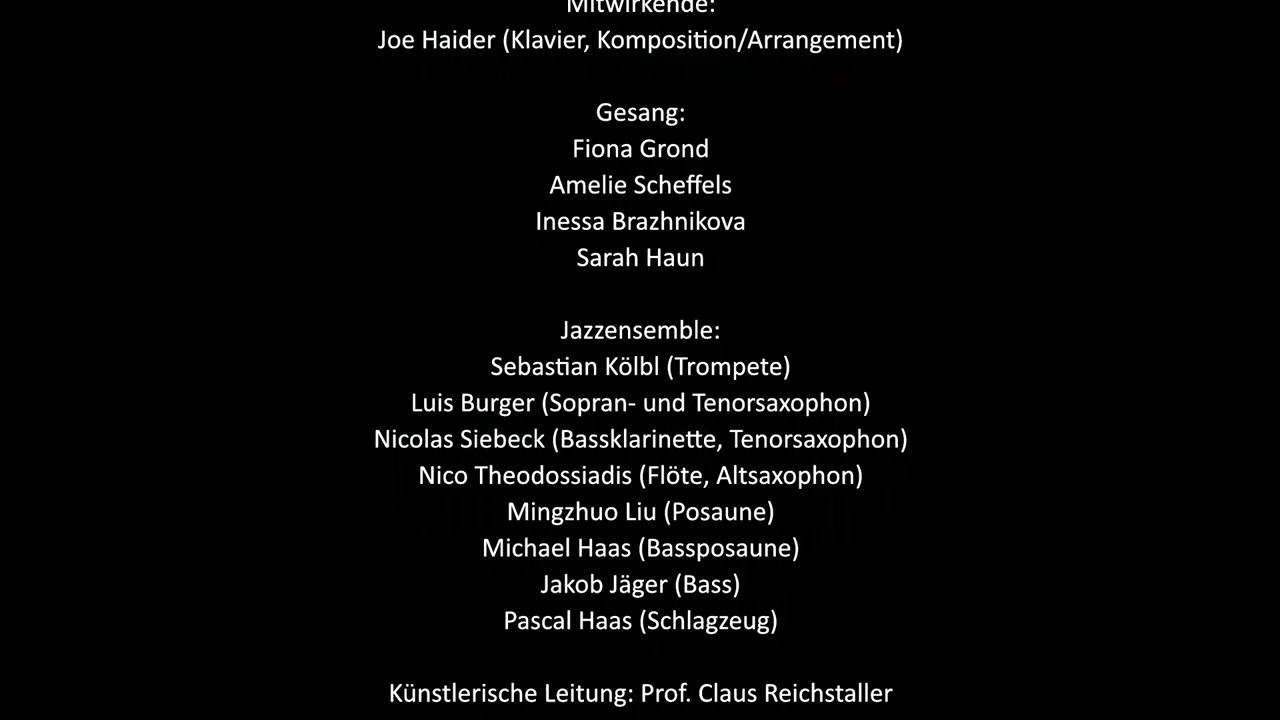 Mitwirkende:
Joe Haider (Klavier, Komposition/Arrangement)
Gesang:
Fiona Grond
Amelie Scheffels
Inessa Brazhnikova
Sarah Haun
Jazzensemble:
Sebastian Kölbl (Trompete)
Luis Burger (Sopran- und Tenorsaxophon)
Nicolas Siebeck (Bassklarinette, Tenorsaxophon)
Nico Theodossiadis (Flöte, Altsaxophon)
Mingzhuo Liu (Posaune)
Michael Haas (Bassposaune)
Jakob Jäger (Bass)
Pascal Haas (Schlagzeug)
Künstlerische Leitung: Prof. Claus Reichstaller